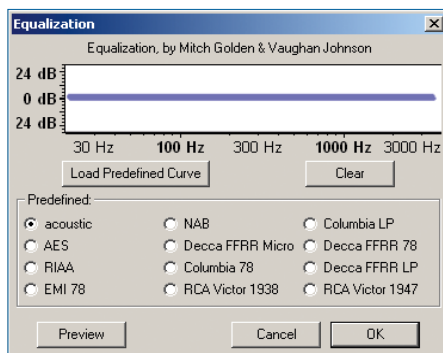 Equalization
Equalization, by Mitch Golden & Vaughan Johnson
24 dB
0 dB
24 dB
30 Hz 100 Hz 300 Hz 1000 Hz 3000 Hz
Load Predefined Curve Clear
Predefined:
acoustic NAB Columbia LP
AES Decca FFRR Micro Decca FFRR 78
RIAA Columbia 78 Decca FFRR LP
EMI 78 RCA Victor 1938 RCA Victor 1947
Preview Cancel OK